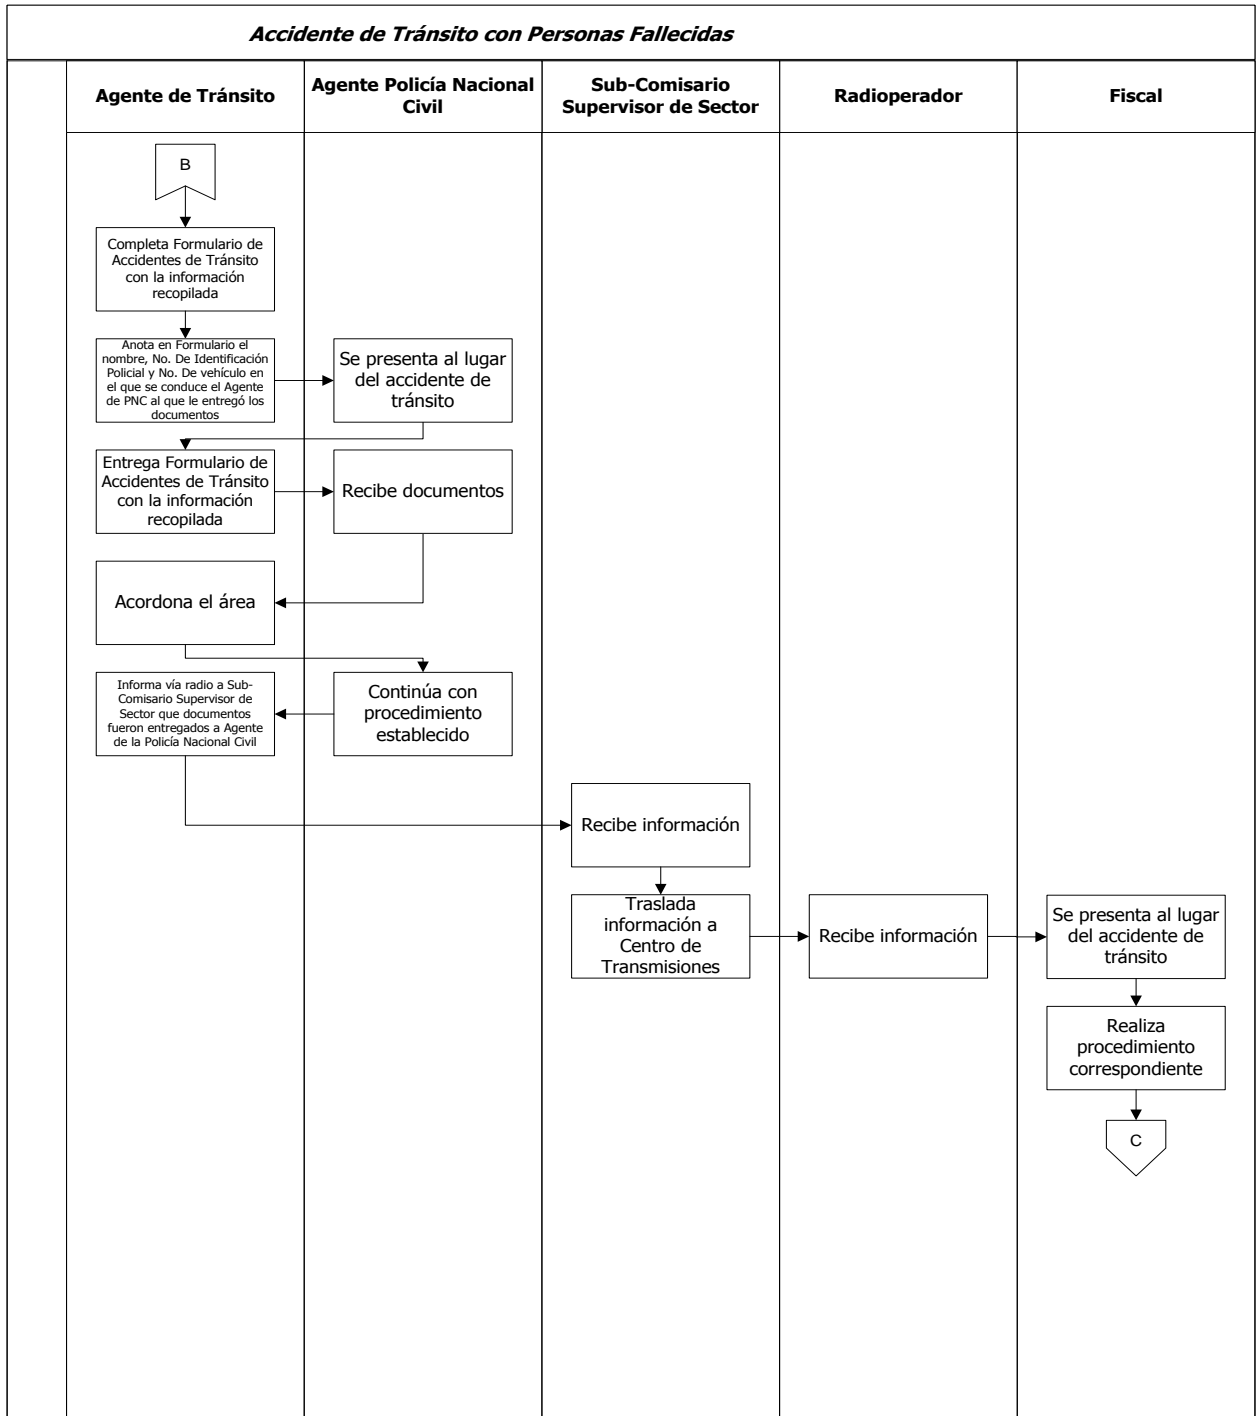 Accidente de Tránsito con Personas Fallecidas
Agente de Tránsito
Agente Policía Nacional
Civil
Sub-Comisario
Supervisor de Sector
Radioperador
Fiscal
B
Completa Formulario de
Accidentes de Tránsito
con la información
recopilada
Anota en Formulario el
nombre, No. De Identificación
Policial y No. De vehículo en
el que se conduce el Agente
de PNC al que le entregó los
documentos
Se presenta al lugar
del accidente de
tránsito
Entrega Formulario de
Accidentes de Tránsito
con la información
recopilada
Recibe documentos
Acordona el área
Informa vía radio a Sub-
Comisario Supervisor de
Sector que documentos
fueron entregados a Agente
de la Policía Nacional Civil
Continúa con
procedimiento
establecido
Recibe información
Traslada
información a
Centro de
Transmisiones
Recibe información
Se presenta al lugar
del accidente de
tránsito
Realiza
procedimiento
correspondiente
C